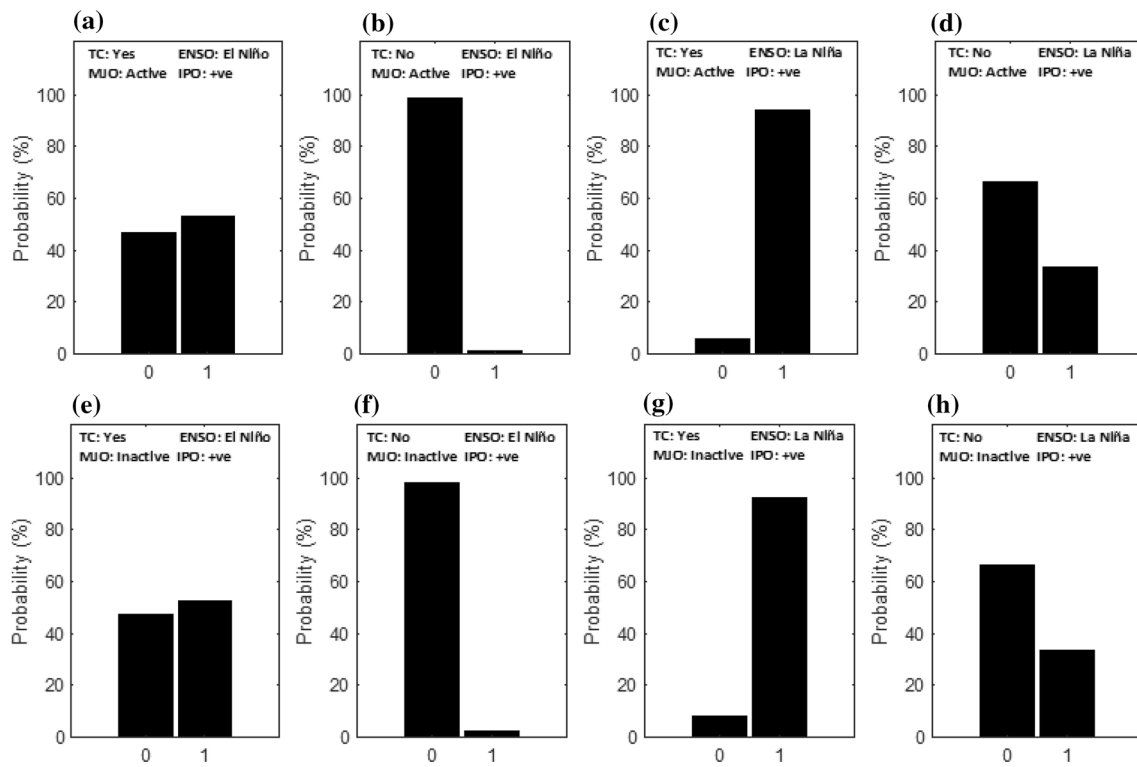 (a)
TC: Yes ENSO: El Niño
MJO: Active IPO: +ve
Probability (%)
100
80
60
40
20
0
0 1
(b)
TC: No ENSO: El Niño
MJO: Active IPO: +ve
Probability (%)
100
80
60
40
20
0
0 1
(c)
TC: Yes ENSO: La Niña
MJO: Active IPO: +ve
Probability (%)
100
80
60
40
20
0
0 1
(d)
TC: No ENSO: La Niña
MJO: Active IPO: +ve
Probability (%)
100
80
60
40
20
0
0 1
(e)
TC: Yes ENSO: El Niño
MJO: Inactive IPO: +ve
Probability (%)
100
80
60
40
20
0
0 1
(f)
TC: No ENSO: El Niño
MJO: Inactive IPO: +ve
Probability (%)
100
80
60
40
20
0
0 1
(g)
TC: Yes ENSO: La Niña
MJO: Inactive IPO: +ve
Probability (%)
100
80
60
40
20
0
0 1
(h)
TC: No ENSO: La Niña
MJO: Inactive IPO: +ve
Probability (%)
100
80
60
40
20
0
0 1